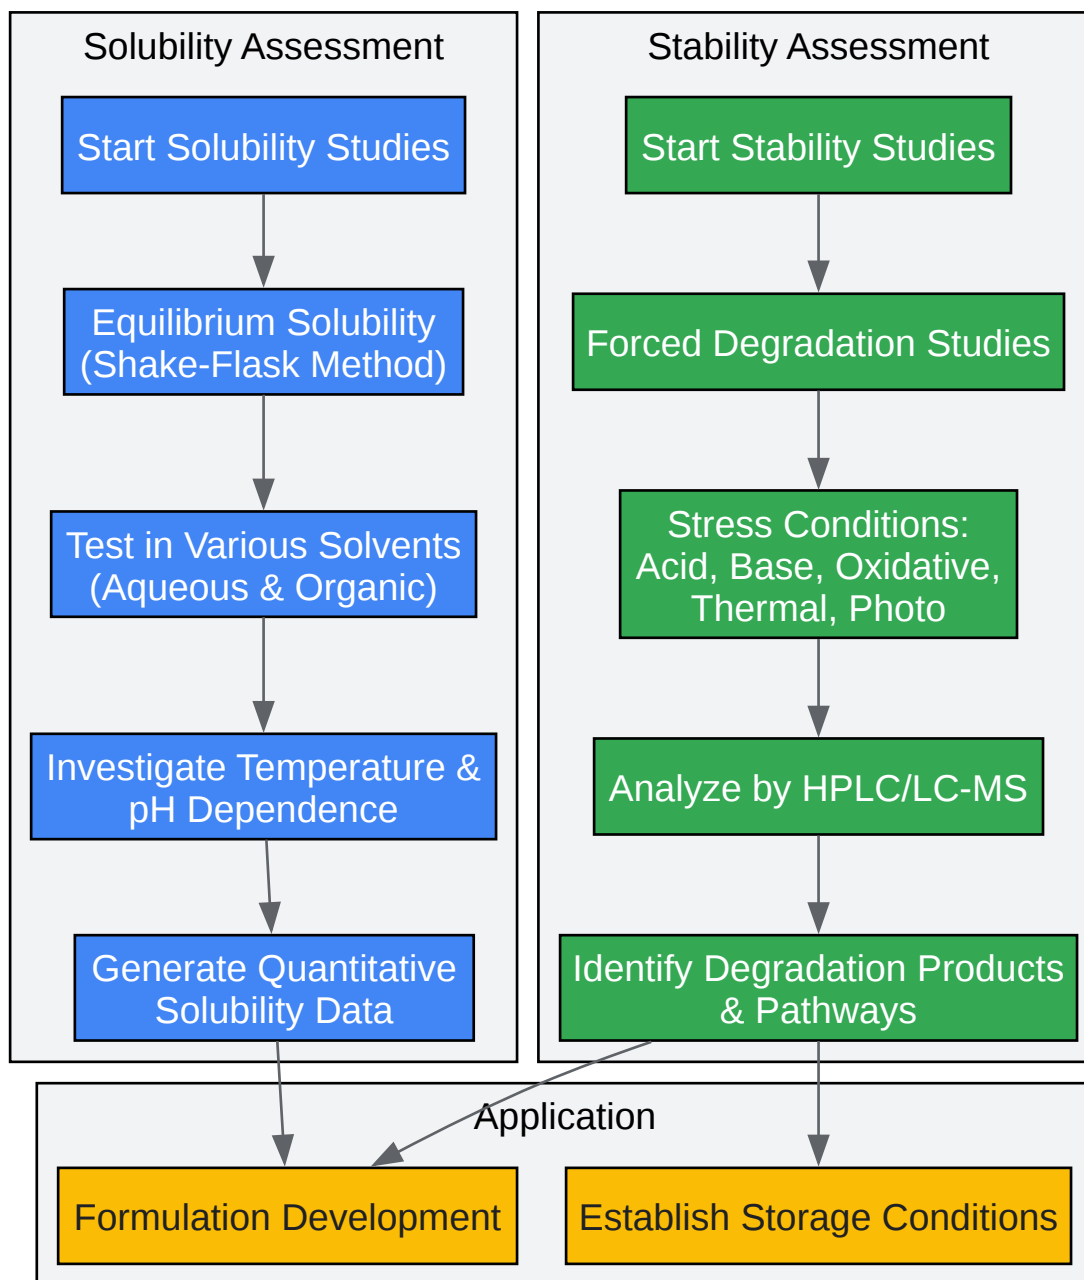 Solubility Assessment
Start Solubility Studies
Equilibrium Solubility
(Shake-Flask Method)
Test in Various Solvents
(Aqueous & Organic)
Investigate Temperature &
pH Dependence
Generate Quantitative
Solubility Data
Stability Assessment
Start Stability Studies
Forced Degradation Studies
Stress Conditions:
Acid, Base, Oxidative,
Thermal, Photo
Analyze by HPLC/LC-MS
Identify Degradation Products
& Pathways
Application
Formulation Development
Establish Storage Conditions